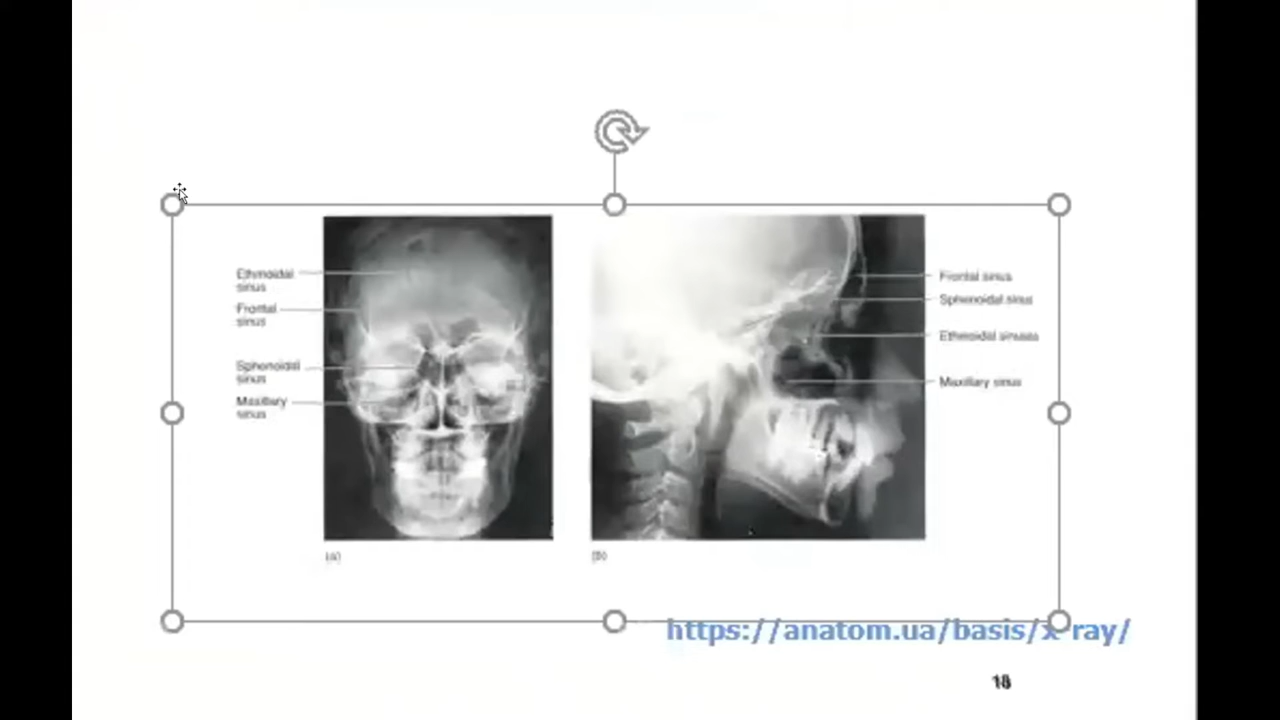 Ethmoidal
sinus
Frontal
sinus
Sphenoidal
sinus
Maxillary
sinus
Frontal sinus
Sphenoidal sinus
Ethmoidal sinuses
Maxillary sinus
(a)
(b)
https://anatom.ua/basis/x-ray/